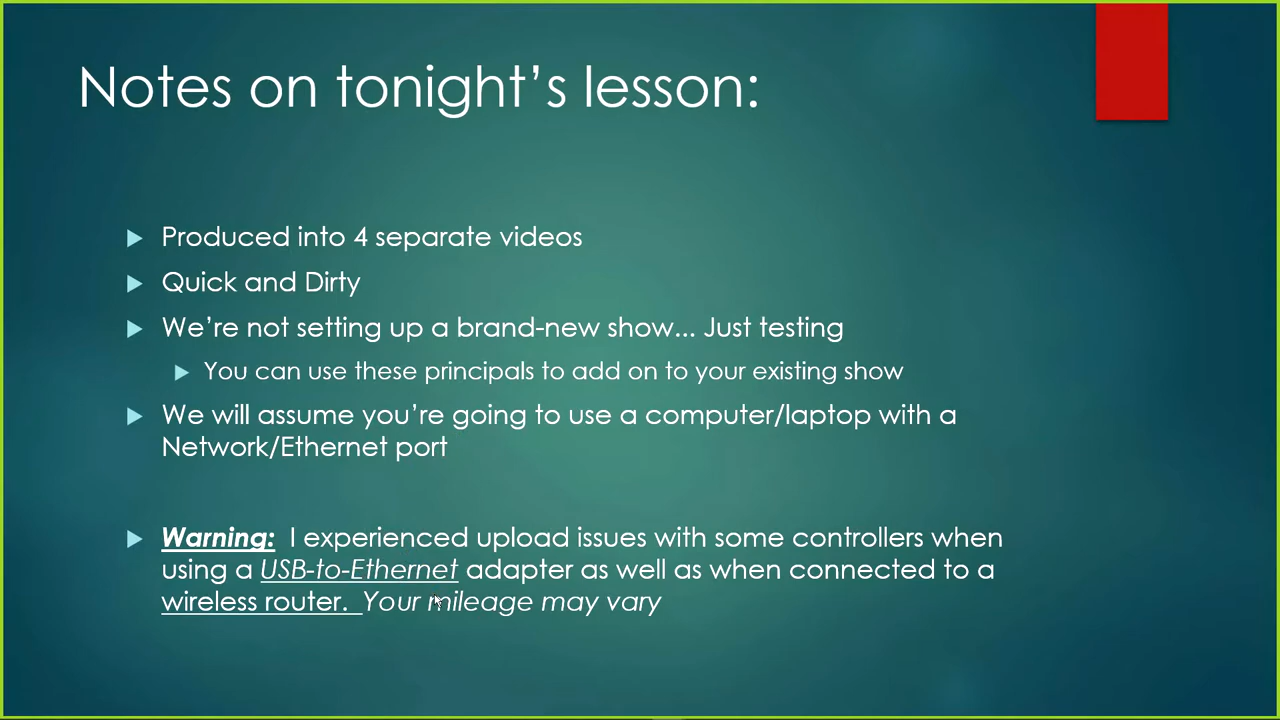 Notes on tonight’s lesson:
Produced into 4 separate videos
Quick and Dirty
We’re not setting up a brand-new show... Just testing
You can use these principals to add on to your existing show
We will assume you’re going to use a computer/laptop with a
Network/Ethernet port
Warning:  I experienced upload issues with some controllers when
using a USB-to-Ethernet adapter as well as when connected to a
wireless router.  Your mileage may vary